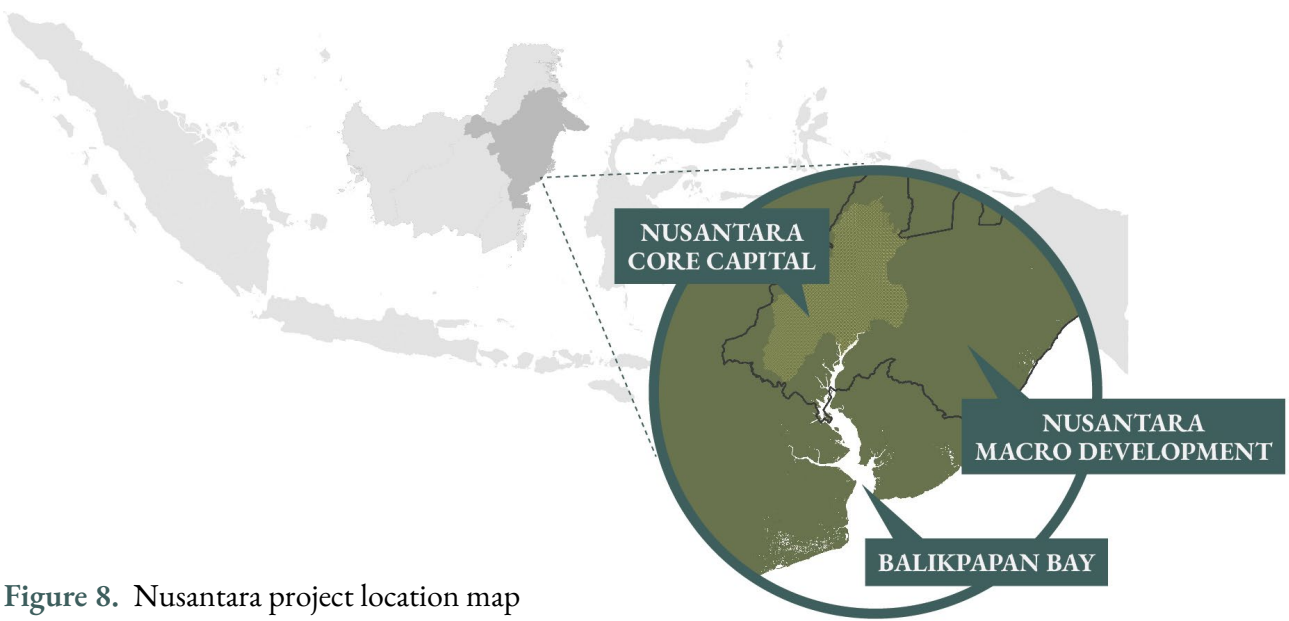 NUSANTARA
CORE CAPITAL
NUSANTARA
MACRO DEVELOPMENT
BALIKPAPAN BAY
Figure 8. Nusantara project location map